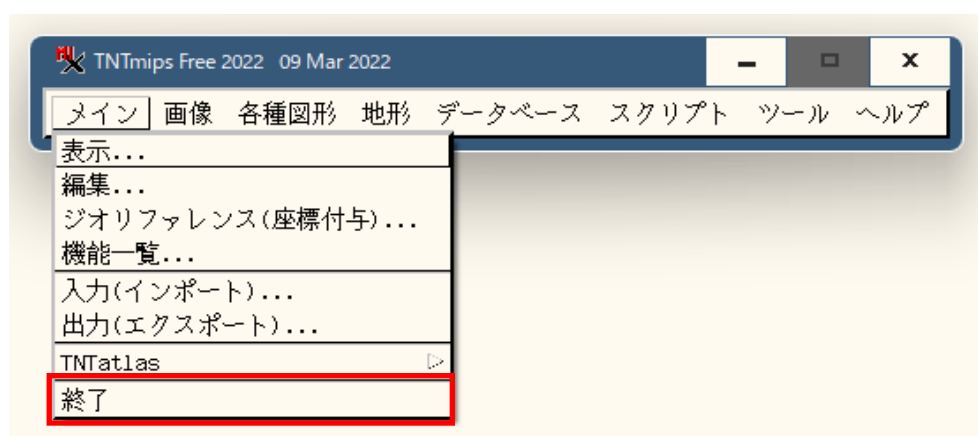 TNTmips Free 2022 09 Mar 2022
メイン 画像 各種図形 地形 データベース スクリプト ツール ヘルプ
表示...
編集...
ジオリファレンス(座標付与)...
機能一覧...
入力(インポート)...
出力(エクスポート)...
TNTatlas
終了